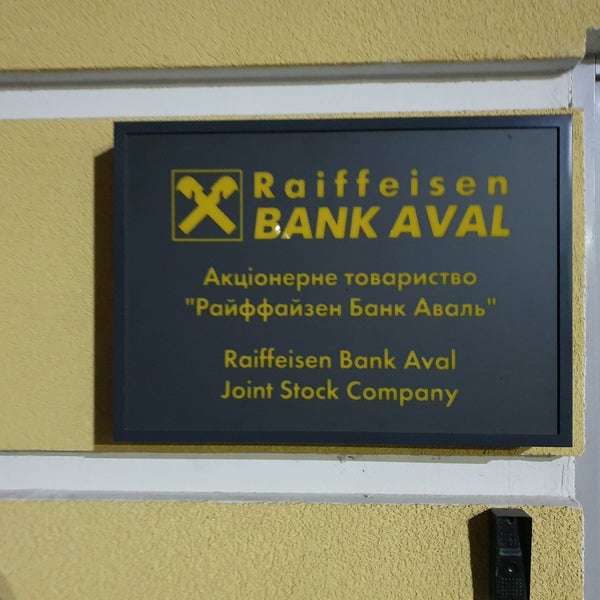 Raiffeisen
BANK AVAL
Акціонерне товариство
"Райффайзен Банк Аваль"
Raiffeisen Bank Aval
Joint Stock Company